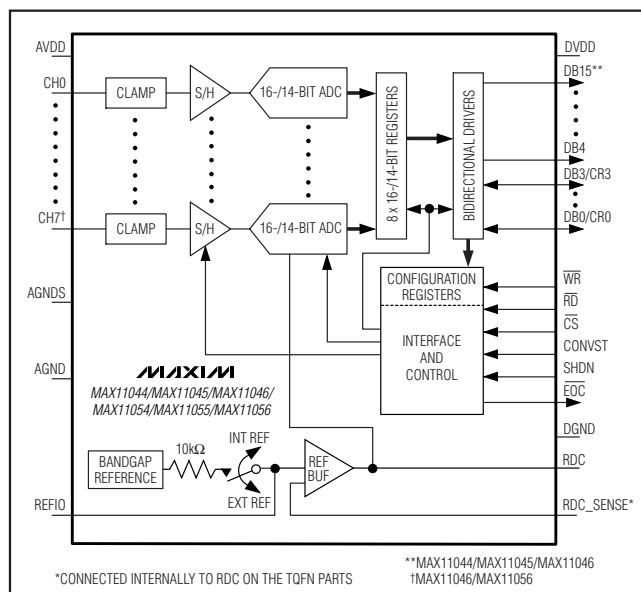 AVDD
DVDD
CH0
CLAMP
S/H
16-/14-BIT ADC
8 x 16-/14-BIT REGISTERS
BIDIRECTIONAL DRIVERS
DB15**
DB4
DB3/CR3
DB0/CR0
CH7†
CLAMP
S/H
16-/14-BIT ADC
CONFIGURATION
REGISTERS
INTERFACE
AND
CONTROL
WR
RD
CS
CONVST
SHDN
EOC
DGND
AGNDS
AGND
MAXIM
MAX11044/MAX11045/MAX11046/
MAX11054/MAX11055/MAX11056
BANDGAP
REFERENCE
10kΩ
INT REF
EXT REF
REF
BUF
RDC
REFIO
RDC_SENSE*
*CONNECTED INTERNALLY TO RDC ON THE TQFN PARTS
**MAX11044/MAX11045/MAX11046
†MAX11046/MAX11056